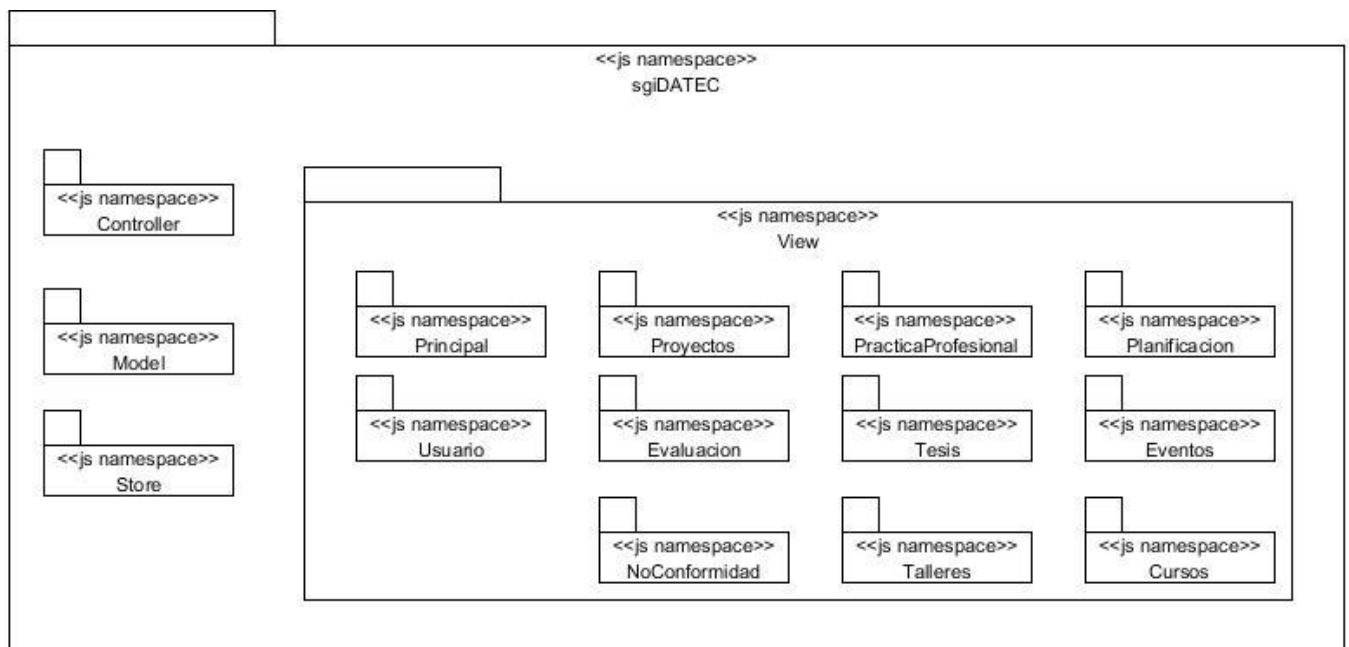 <<js namespace>>
sgiDATEC
<<js namespace>>
Controller
<<js namespace>>
Model
<<js namespace>>
Store
<<js namespace>>
View
<<js namespace>>
Principal
<<js namespace>>
Proyectos
<<js namespace>>
PracticaProfesional
<<js namespace>>
Planificacion
<<js namespace>>
Usuario
<<js namespace>>
Evaluacion
<<js namespace>>
Tesis
<<js namespace>>
Eventos
<<js namespace>>
NoConformidad
<<js namespace>>
Talleres
<<js namespace>>
Cursos